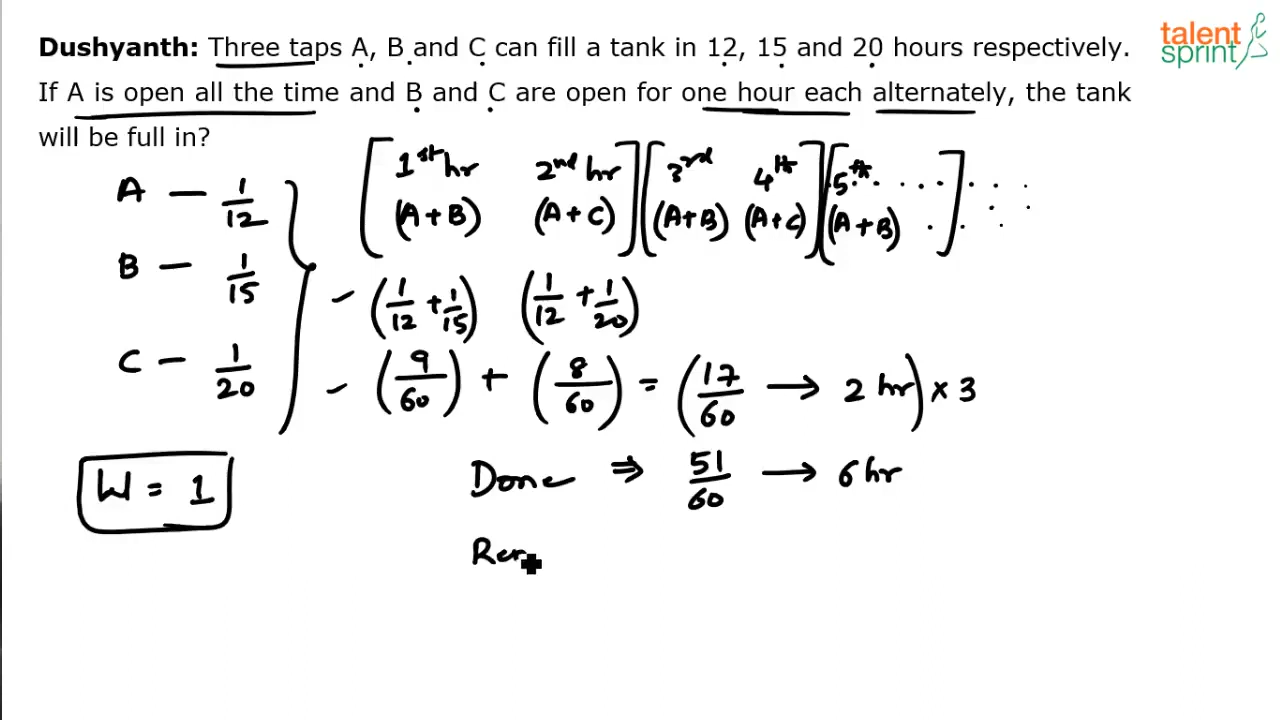 Dushyanth: Three taps A, B and C can fill a tank in 12, 15 and 20 hours respectively.
If A is open all the time and B and C are open for one hour each alternately, the tank
will be full in?
talent
sprint
[1st hr 2nd hr] [3rd 4th] [5th . . . .] . . .
(A+B) (A+C) (A+B) (A+C) (A+B) . .
A — 1/12
B — 1/15
C — 1/20
(1/12 + 1/15) (1/12 + 1/20)
(9/60) + (8/60) = (17/60 → 2 hr) × 3
W = 1
Done ⇒ 51/60 → 6 hr
Rem